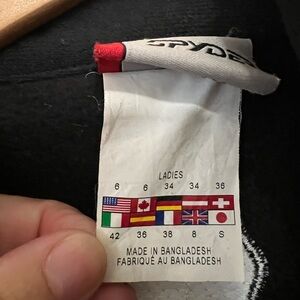 SPYDER
LADIES
6 6 34 34 36
42 36 38 8 S
MADE IN BANGLADESH
FABRIQUÉ AU BANGLADESH